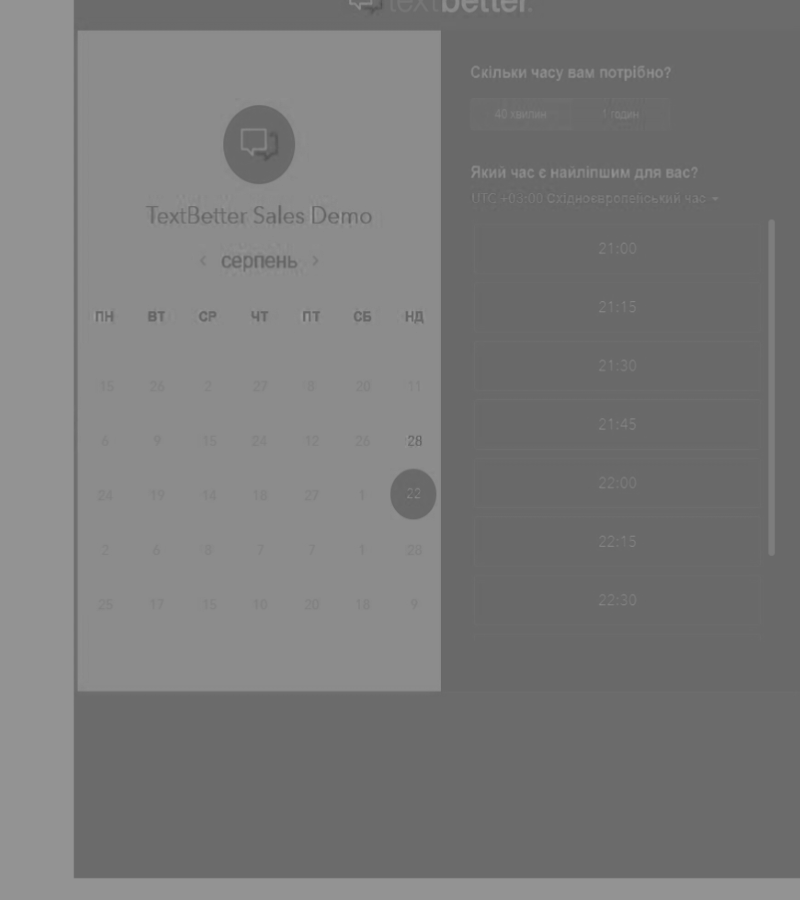 textbetter.
TextBetter Sales Demo
‹ серпень ›
ПН ВТ СР ЧТ ПТ СБ НД
15 26 2 27 8 20 11
6 9 15 24 12 26 28
24 19 14 18 27 1 22
2 6 8 7 7 1 28
25 17 15 10 20 18 9
Скільки часу вам потрібно?
40 хвилин 1 годин
Який час є найліпшим для вас?
UTC +03:00 Східноєвропейський час
21:00
21:15
21:30
21:45
22:00
22:15
22:30